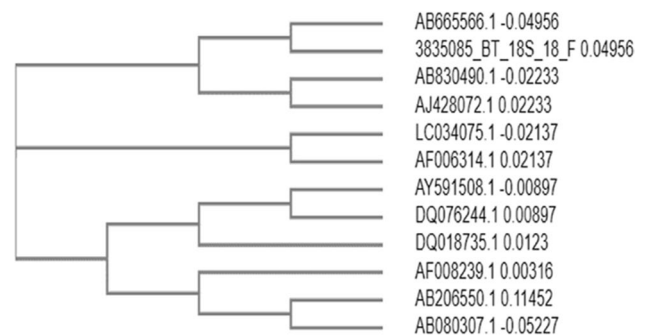 AB665566.1 -0.04956
3835085_BT_18S_18_F 0.04956
AB830490.1 -0.02233
AJ428072.1 0.02233
LC034075.1 -0.02137
AF006314.1 0.02137
AY591508.1 -0.00897
DQ076244.1 0.00897
DQ018735.1 0.0123
AF008239.1 0.00316
AB206550.1 0.11452
AB080307.1 -0.05227